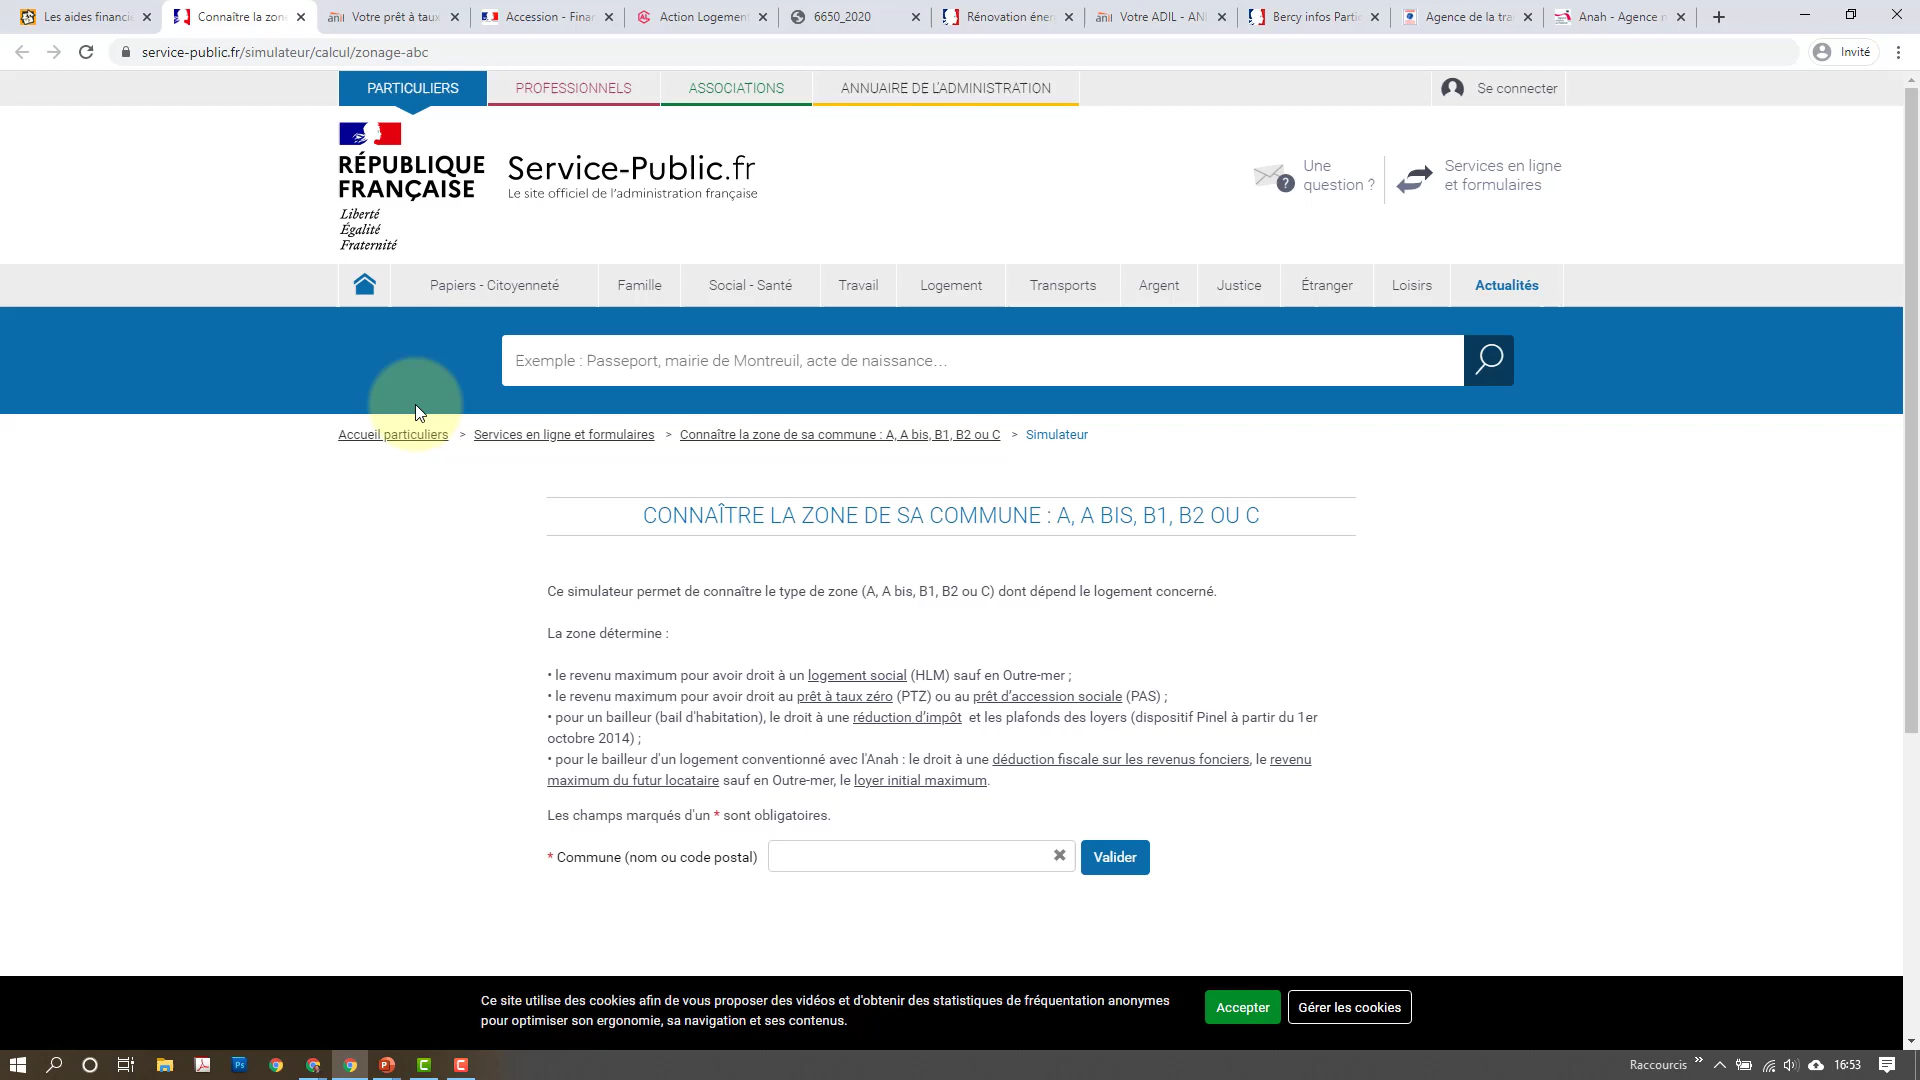 Les aides financi
Connaître la zone
Votre prêt à taux
Accession - Finan
Action Logement
6650_2020
Rénovation éner
Votre ADIL - AN
Bercy infos Partic
Agence de la tra
Anah - Agence n
service-public.fr/simulateur/calcul/zonage-abc
Invité
PARTICULIERS
PROFESSIONNELS
ASSOCIATIONS
ANNUAIRE DE L'ADMINISTRATION
Se connecter
RÉPUBLIQUE
FRANÇAISE
Liberté
Égalité
Fraternité
Service-Public.fr
Le site officiel de l'administration française
Une
question ?
Services en ligne
et formulaires
Papiers - Citoyenneté
Famille
Social - Santé
Travail
Logement
Transports
Argent
Justice
Étranger
Loisirs
Actualités
Exemple : Passeport, mairie de Montreuil, acte de naissance…
Accueil particuliers > Services en ligne et formulaires > Connaître la zone de sa commune : A, A bis, B1, B2 ou C > Simulateur
CONNAÎTRE LA ZONE DE SA COMMUNE : A, A BIS, B1, B2 OU C
Ce simulateur permet de connaître le type de zone (A, A bis, B1, B2 ou C) dont dépend le logement concerné.
La zone détermine :
• le revenu maximum pour avoir droit à un logement social (HLM) sauf en Outre-mer ;
• le revenu maximum pour avoir droit au prêt à taux zéro (PTZ) ou au prêt d'accession sociale (PAS) ;
• pour un bailleur (bail d'habitation), le droit à une réduction d'impôt et les plafonds des loyers (dispositif Pinel à partir du 1er
octobre 2014) ;
• pour le bailleur d'un logement conventionné avec l'Anah : le droit à une déduction fiscale sur les revenus fonciers, le revenu
maximum du futur locataire sauf en Outre-mer, le loyer initial maximum.
Les champs marqués d'un * sont obligatoires.
* Commune (nom ou code postal)
Valider
Ce site utilise des cookies afin de vous proposer des vidéos et d'obtenir des statistiques de fréquentation anonymes
pour optimiser son ergonomie, sa navigation et ses contenus.
Accepter
Gérer les cookies
Raccourcis
16:53